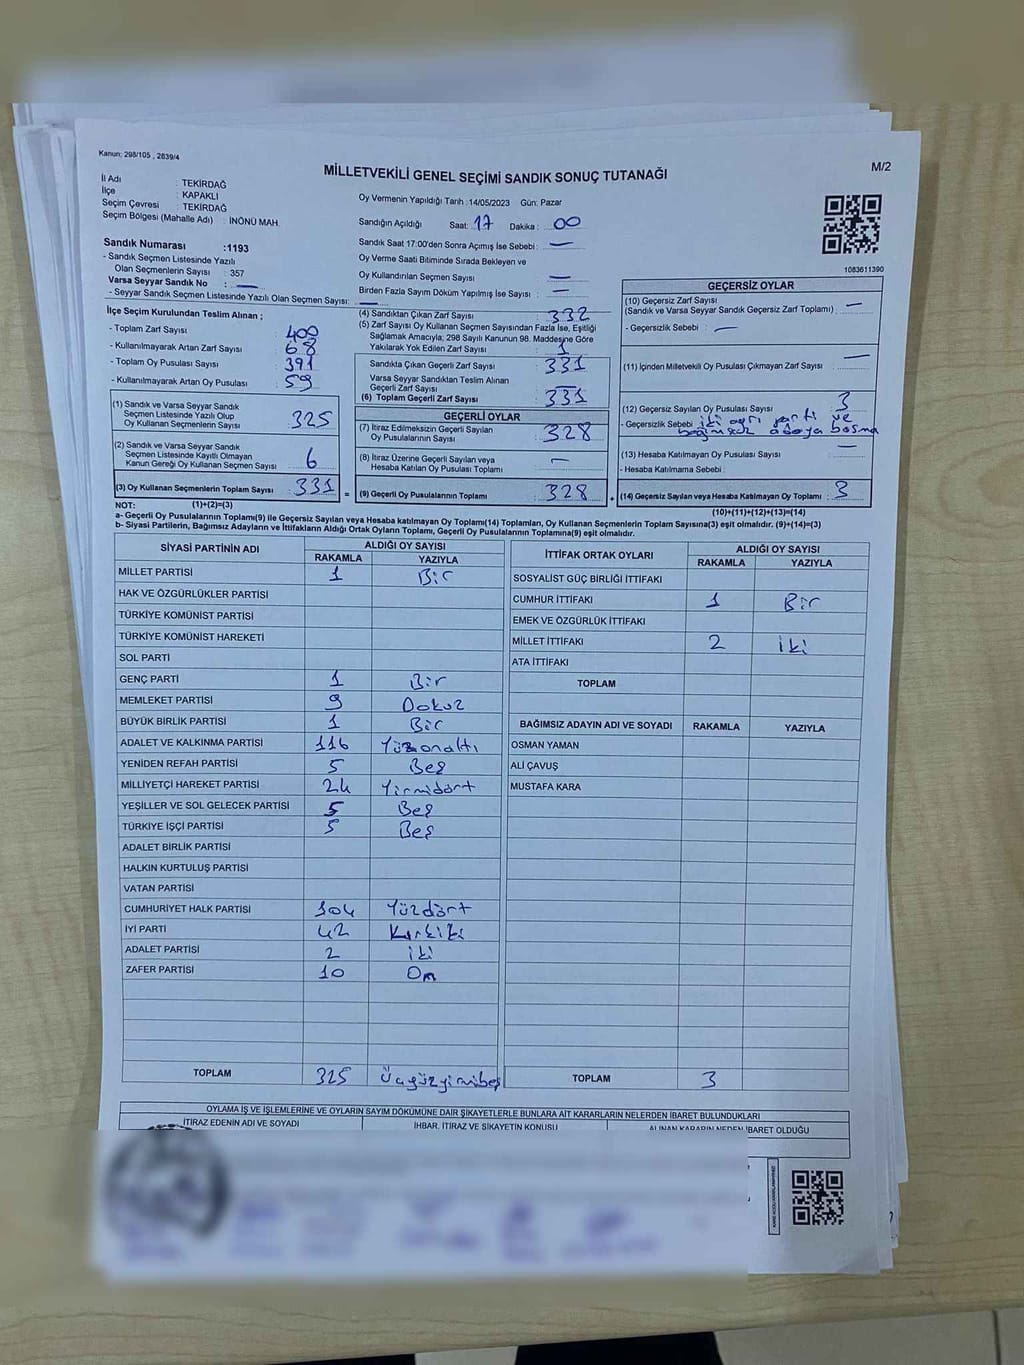 Kanun: 298/105 , 2839/4
MİLLETVEKİLİ GENEL SEÇİMİ SANDIK SONUÇ TUTANAĞI
M/2
İl Adı : TEKİRDAĞ
İlçe : KAPAKLI
Seçim Çevresi : TEKİRDAĞ
Seçim Bölgesi (Mahalle Adı) : İNÖNÜ MAH.
Sandık Numarası :1193
- Sandık Seçmen Listesinde Yazılı
Olan Seçmenlerin Sayısı : 357
Varsa Seyyar Sandık No : —
- Seyyar Sandık Seçmen Listesinde Yazılı Olan Seçmen Sayısı: —
Oy Vermenin Yapıldığı Tarih :14/05/2023 Gün: Pazar
Sandığın Açıldığı Saat: 17 Dakika : 00
Sandık Saat 17:00'den Sonra Açımış İse Sebebi : —
Oy Verme Saati Bitiminde Sırada Bekleyen ve
Oy Kullandırılan Seçmen Sayısı : —
Birden Fazla Sayım Döküm Yapılmış İse Sayısı : —
1083611390
İlçe Seçim Kurulundan Teslim Alınan ;
- Toplam Zarf Sayısı : 400
- Kullanılmayarak Artan Zarf Sayısı : 68
- Toplam Oy Pusulası Sayısı : 391
- Kullanılmayarak Artan Oy Pusulası : 59
(1) Sandık ve Varsa Seyyar Sandık
Seçmen Listesinde Yazılı Olup
Oy Kullanan Seçmenlerin Sayısı : 325
(2) Sandık ve Varsa Seyyar Sandık
Seçmen Listesinde Kayıtlı Olmayan
Kanun Gereği Oy Kullanan Seçmen Sayısı : 6
(3) Oy Kullanan Seçmenlerin Toplam Sayısı : 331
(1)+(2)=(3)
(4) Sandıktan Çıkan Zarf Sayısı : 332
(5) Zarf Sayısı Oy Kullanan Seçmen Sayısından Fazla İse, Eşitliği
Sağlamak Amacıyla; 298 Sayılı Kanunun 98. Maddesine Göre
Yakılarak Yok Edilen Zarf Sayısı : 1
Sandıkta Çıkan Geçerli Zarf Sayısı : 331
Varsa Seyyar Sandıktan Teslim Alınan
Geçerli Zarf Sayısı : —
(6) Toplam Geçerli Zarf Sayısı : 331
GEÇERLİ OYLAR
(7) İtiraz Edilmeksizin Geçerli Sayılan
Oy Pusulalarının Sayısı : 328
(8) İtiraz Üzerine Geçerli Sayılan veya
Hesaba Katılan Oy Pusulası Toplamı : —
= (9) Geçerli Oy Pusulalarının Toplamı : 328
GEÇERSİZ OYLAR
(10) Geçersiz Zarf Sayısı
(Sandık ve Varsa Seyyar Sandık Geçersiz Zarf Toplamı) : —
- Geçersizlik Sebebi : —
(11) İçinden Milletvekili Oy Pusulası Çıkmayan Zarf Sayısı : —
(12) Geçersiz Sayılan Oy Pusulası Sayısı : 3
- Geçersizlik Sebebi : iki ayrı parti ve
bağımsız adaya basma
(13) Hesaba Katılmayan Oy Pusulası Sayısı : —
- Hesaba Katılmama Sebebi :
+ (14) Geçersiz Sayılan veya Hesaba Katılmayan Oy Toplamı : 3
(10)+(11)+(12)+(13)=(14)
NOT:
a- Geçerli Oy Pusulalarının Toplamı(9) ile Geçersiz Sayılan veya Hesaba katılmayan Oy Toplamı(14) Toplamları, Oy Kullanan Seçmenlerin Toplam Sayısına(3) eşit olmalıdır. (9)+(14)=(3)
b- Siyasi Partilerin, Bağımsız Adayların ve İttifakların Aldığı Ortak Oyların Toplamı, Geçerli Oy Pusulalarının Toplamına(9) eşit olmalıdır.
SİYASİ PARTİNİN ADI ALDIĞI OY SAYISI
RAKAMLA YAZIYLA
MİLLET PARTİSİ 1 Bir
HAK VE ÖZGÜRLÜKLER PARTİSİ
TÜRKİYE KOMÜNİST PARTİSİ
TÜRKİYE KOMÜNİST HAREKETİ
SOL PARTİ
GENÇ PARTİ 1 Bir
MEMLEKET PARTİSİ 9 Dokuz
BÜYÜK BİRLİK PARTİSİ 1 Bir
ADALET VE KALKINMA PARTİSİ 116 Yüzonaltı
YENİDEN REFAH PARTİSİ 5 Beş
MİLLİYETÇİ HAREKET PARTİSİ 24 Yirmidört
YEŞİLLER VE SOL GELECEK PARTİSİ 5 Beş
TÜRKİYE İŞÇİ PARTİSİ 5 Beş
ADALET BİRLİK PARTİSİ
HALKIN KURTULUŞ PARTİSİ
VATAN PARTİSİ
CUMHURİYET HALK PARTİSİ 104 Yüzdört
İYİ PARTİ 42 Kırkiki
ADALET PARTİSİ 2 iki
ZAFER PARTİSİ 10 On
TOPLAM 325 Üçyüzyirmibeş
İTTİFAK ORTAK OYLARI ALDIĞI OY SAYISI
RAKAMLA YAZIYLA
SOSYALİST GÜÇ BİRLİĞİ İTTİFAKI
CUMHUR İTTİFAKI 1 Bir
EMEK VE ÖZGÜRLÜK İTTİFAKI
MİLLET İTTİFAKI 2 iki
ATA İTTİFAKI
TOPLAM
BAĞIMSIZ ADAYIN ADI VE SOYADI RAKAMLA YAZIYLA
OSMAN YAMAN
ALİ ÇAVUŞ
MUSTAFA KARA
TOPLAM 3
OYLAMA İŞ VE İŞLEMLERİNE VE OYLARIN SAYIM DÖKÜMÜNE DAİR ŞİKAYETLERLE BUNLARA AİT KARARLARIN NELERDEN İBARET BULUNDUKLARI
İTİRAZ EDENİN ADI VE SOYADI İHBAR, İTİRAZ VE ŞİKAYETİN KONUSU ALINAN KARARIN NEDEN İBARET OLDUĞU